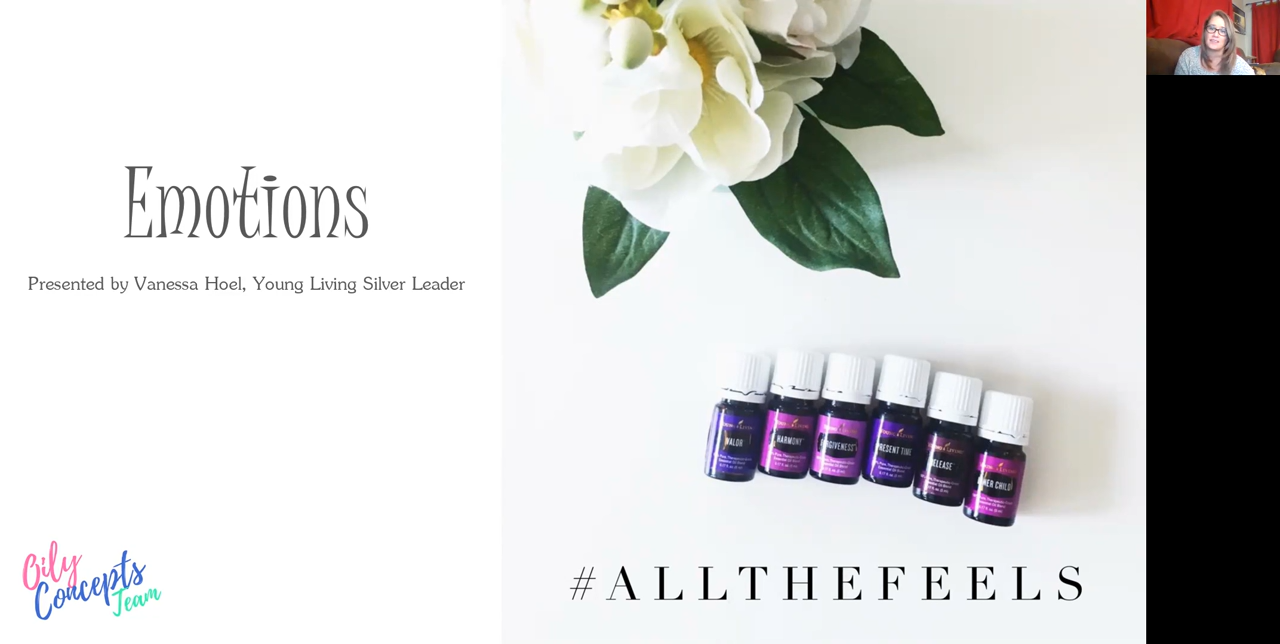 Emotions
Presented by Vanessa Hoel, Young Living Silver Leader
Oily
Concepts
Team
VALOR
HARMONY
FORGIVENESS
PRESENT TIME
RELEASE
INNER CHILD
#ALLTHEFEELS